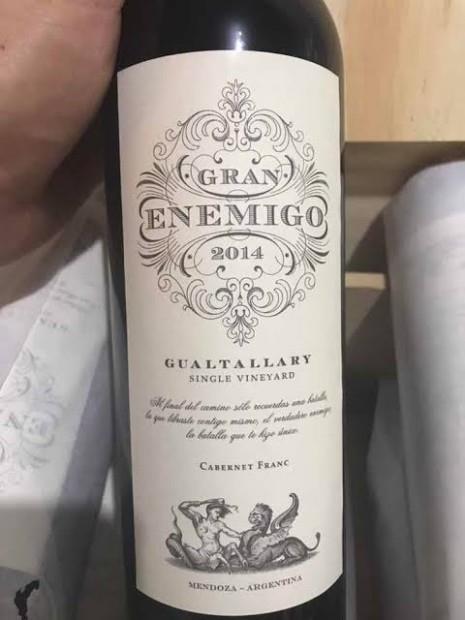 GRAN
ENEMIGO
2014
GUALTALLARY
SINGLE VINEYARD
Al final del camino sólo recuerdas una batalla,
la que libraste contigo mismo, el verdadero enemigo,
la batalla que te hizo único.
CABERNET FRANC
MENDOZA - ARGENTINA